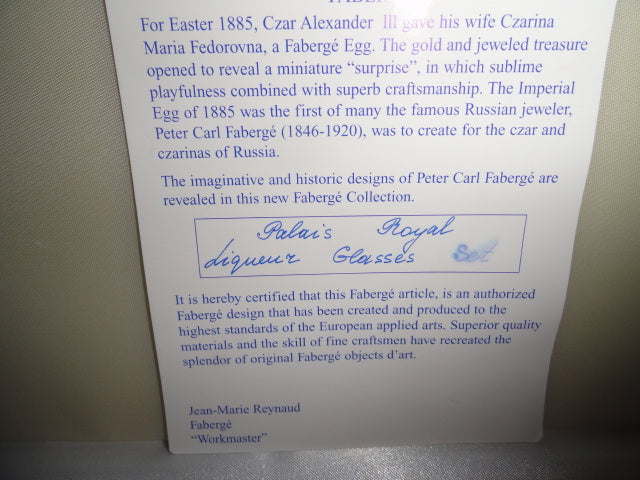 FABER
For Easter 1885, Czar Alexander III gave his wife Czarina
Maria Fedorovna, a Fabergé Egg. The gold and jeweled treasure
opened to reveal a miniature “surprise”, in which sublime
playfulness combined with superb craftsmanship. The Imperial
Egg of 1885 was the first of many the famous Russian jeweler,
Peter Carl Fabergé (1846-1920), was to create for the czar and
czarinas of Russia.
The imaginative and historic designs of Peter Carl Fabergé are
revealed in this new Fabergé Collection.
Palais Royal
Liqueur Glasses Set
It is hereby certified that this Fabergé article, is an authorized
Fabergé design that has been created and produced to the
highest standards of the European applied arts. Superior quality
materials and the skill of fine craftsmen have recreated the
splendor of original Fabergé objects d’art.
Jean-Marie Reynaud
Fabergé
“Workmaster”